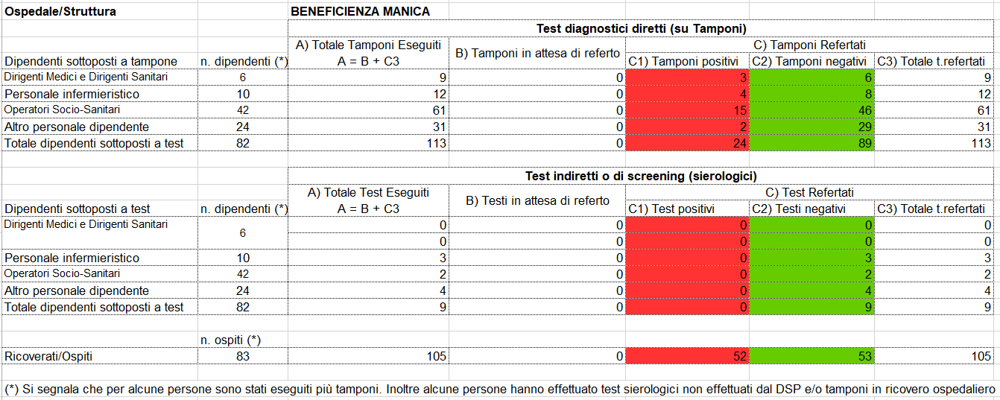 Ospedale/Struttura BENEFICIENZA MANICA
Test diagnostici diretti (su Tamponi)
A) Totale Tamponi Eseguiti B) Tamponi in attesa di referto C) Tamponi Refertati
Dipendenti sottoposti a tampone n. dipendenti (*) A = B + C3 C1) Tamponi positivi C2) Tamponi negativi C3) Totale t.refertati
Dirigenti Medici e Dirigenti Sanitari 6 9 0 3 6 9
Personale infermieristico 10 12 0 4 8 12
Operatori Socio-Sanitari 42 61 0 15 46 61
Altro personale dipendente 24 31 0 2 29 31
Totale dipendenti sottoposti a test 82 113 0 24 89 113
Test indiretti o di screening (sierologici)
A) Totale Test Eseguiti B) Testi in attesa di referto C) Test Refertati
Dipendenti sottoposti a test n. dipendenti (*) A = B + C3 C1) Test positivi C2) Testi negativi C3) Totale t.refertati
Dirigenti Medici e Dirigenti Sanitari 6 0 0 0 0 0
0 0 0 0 0
Personale infermieristico 10 3 0 0 3 3
Operatori Socio-Sanitari 42 2 0 0 2 2
Altro personale dipendente 24 4 0 0 4 4
Totale dipendenti sottoposti a test 82 9 0 0 9 9
n. ospiti (*)
Ricoverati/Ospiti 83 105 0 52 53 105
(*) Si segnala che per alcune persone sono stati eseguiti più tamponi. Inoltre alcune persone hanno effettuato test sierologici non effettuati dal DSP e/o tamponi in ricovero ospedaliero